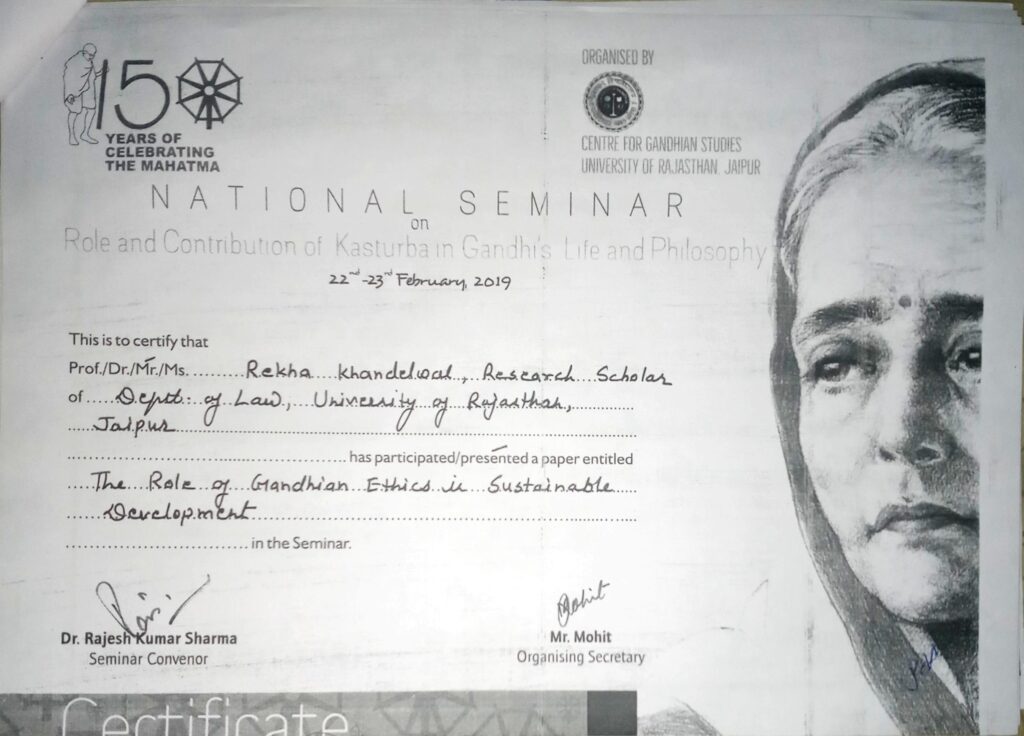 150
YEARS OF
CELEBRATING
THE MAHATMA
ORGANISED BY
CENTRE FOR GANDHIAN STUDIES
UNIVERSITY OF RAJASTHAN, JAIPUR
NATIONAL SEMINAR
on
Role and Contribution of Kasturba in Gandhi's Life and Philosophy
22nd-23rd February, 2019
This is to certify that
Prof./Dr./Mr./Ms. Rekha Khandelwal, Research Scholar
of Deptt. of Law, University of Rajasthan,
Jaipur
has participated/presented a paper entitled
The Role of Gandhian Ethics in Sustainable
Development
in the Seminar.
Mohit
Dr. Rajesh Kumar Sharma
Mr. Mohit
Seminar Convenor
Organising Secretary
Certificate